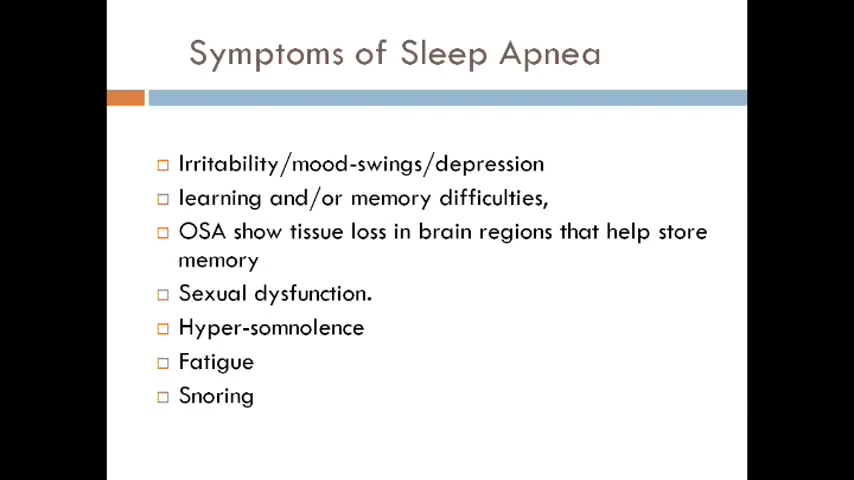 Symptoms of Sleep Apnea
Irritability/mood-swings/depression
learning and/or memory difficulties,
OSA show tissue loss in brain regions that help store
memory
Sexual dysfunction.
Hyper-somnolence
Fatigue
Snoring